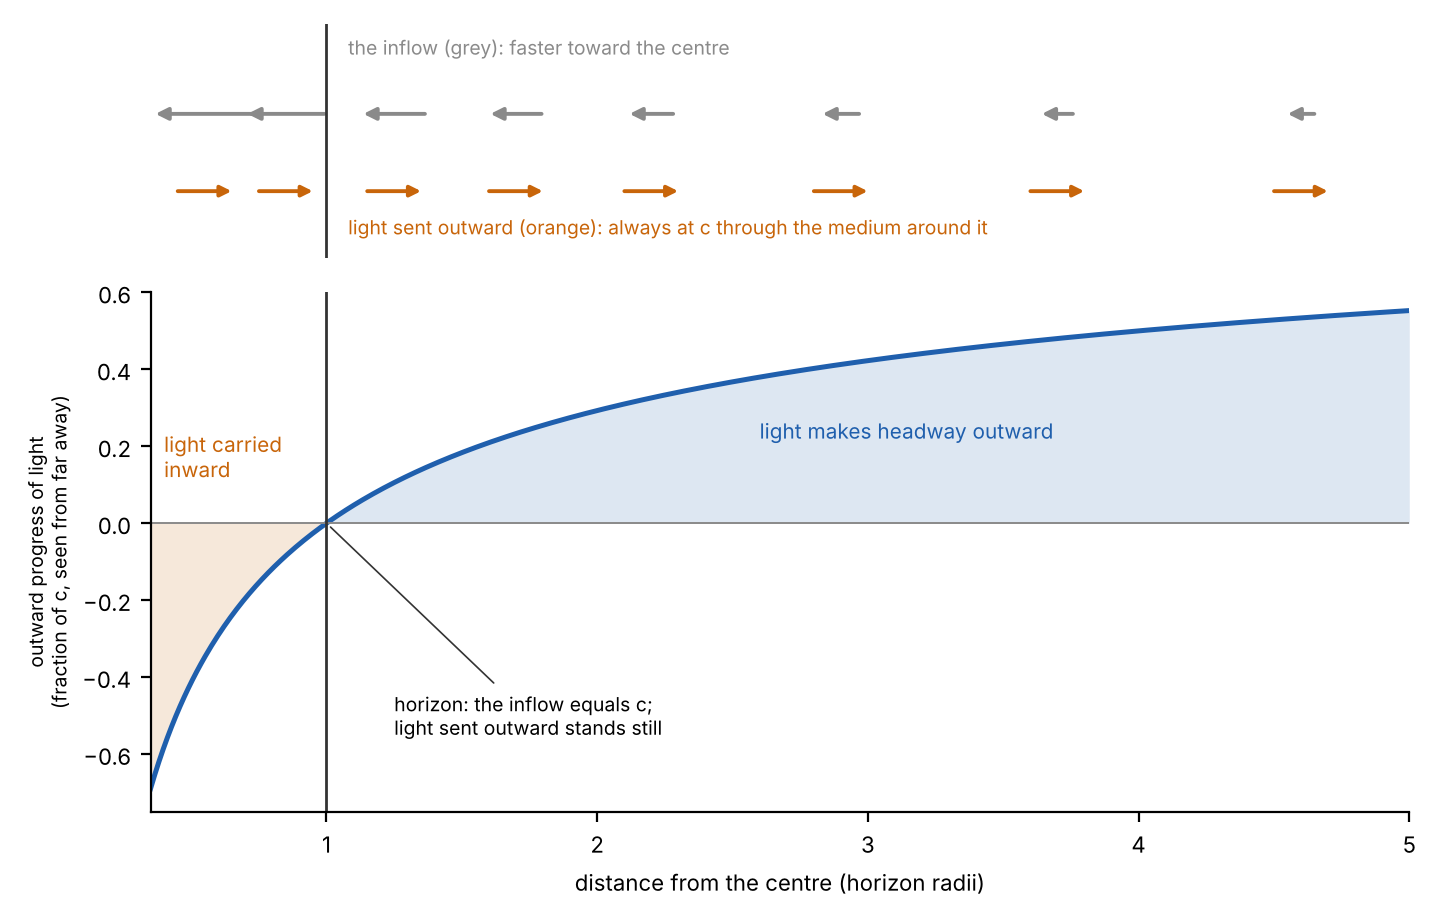 the inflow (grey): faster toward the centre
light sent outward (orange): always at c through the medium around it
outward progress of light
(fraction of c, seen from far away)
0.6
0.4
0.2
0.0
−0.2
−0.4
−0.6
light carried
inward
light makes headway outward
horizon: the inflow equals c;
light sent outward stands still
1 2 3 4 5
distance from the centre (horizon radii)